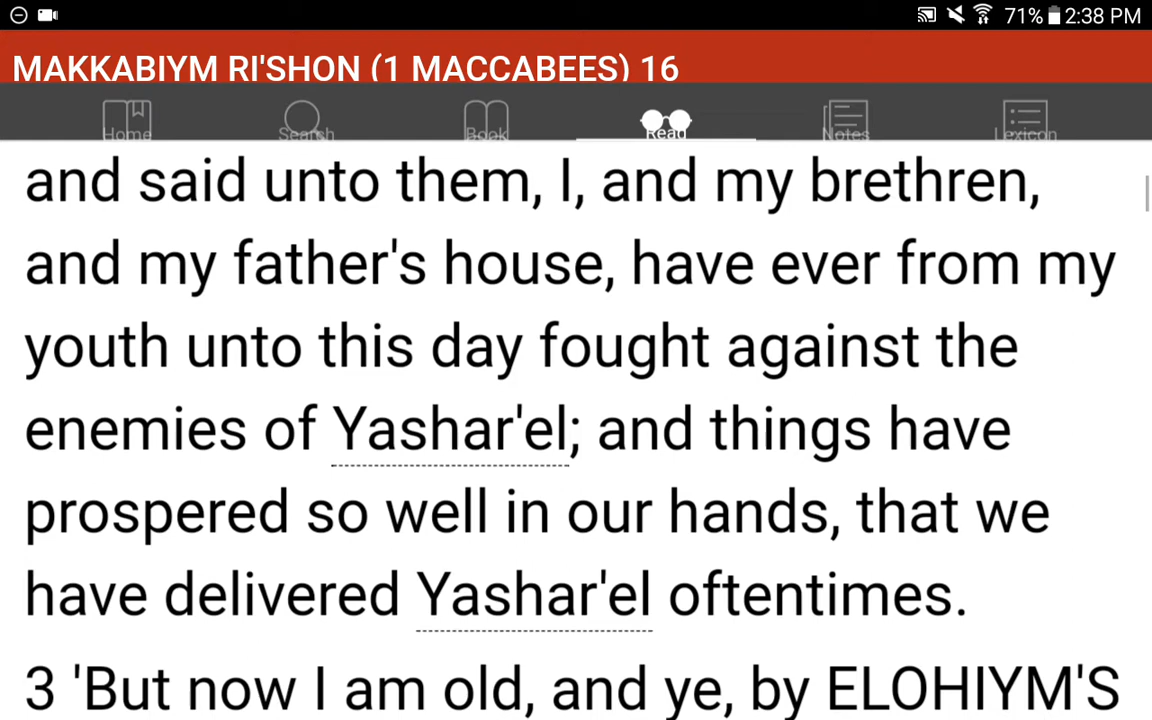 71% 2:38 PM
MAKKABIYM RI'SHON (1 MACCABEES) 16
Home Search Book Read Notes Lexicon
and said unto them, I, and my brethren,
and my father's house, have ever from my
youth unto this day fought against the
enemies of Yashar'el; and things have
prospered so well in our hands, that we
have delivered Yashar'el oftentimes.
3 'But now I am old, and ye, by ELOHIYM'S